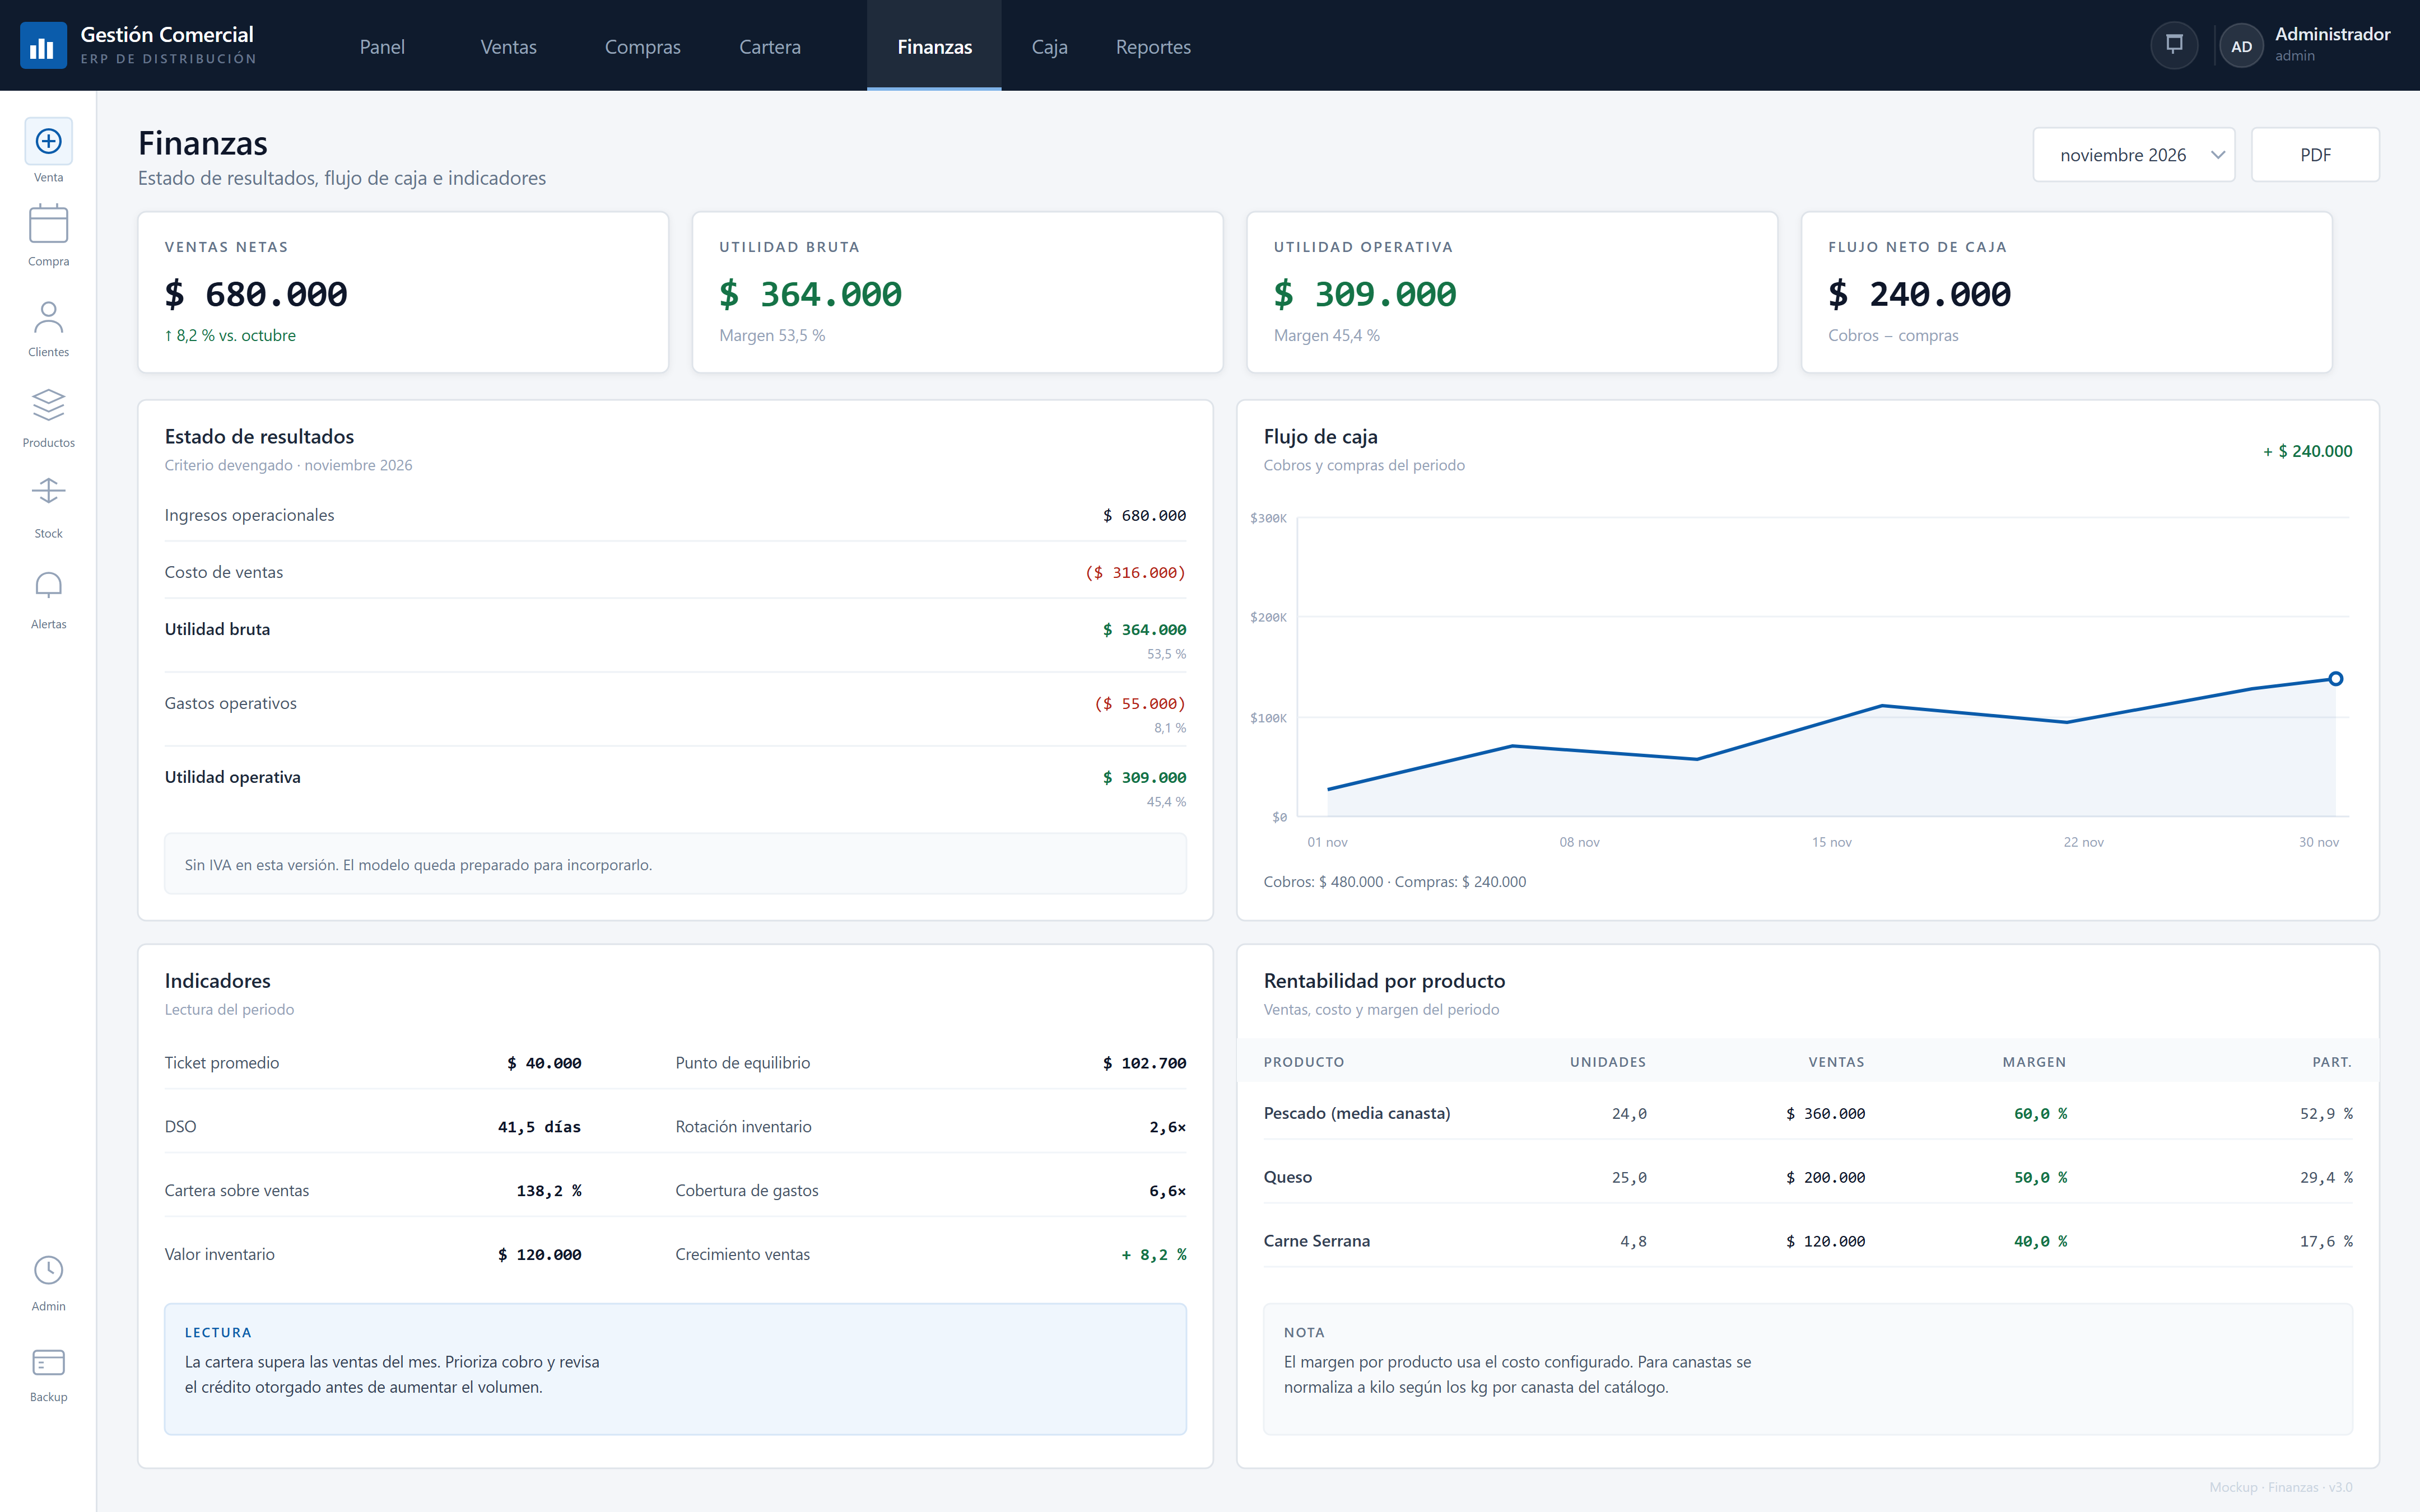 Gestión Comercial
ERP DE DISTRIBUCIÓN
Panel
Ventas
Compras
Cartera
Finanzas
Caja
Reportes
AD
Administrador
admin
Venta
Compra
Clientes
Productos
Stock
Alertas
Admin
Backup
Finanzas
Estado de resultados, flujo de caja e indicadores
noviembre 2026
PDF
VENTAS NETAS
$ 680.000
↑ 8,2 % vs. octubre
UTILIDAD BRUTA
$ 364.000
Margen 53,5 %
UTILIDAD OPERATIVA
$ 309.000
Margen 45,4 %
FLUJO NETO DE CAJA
$ 240.000
Cobros – compras
Estado de resultados
Criterio devengado · noviembre 2026
Ingresos operacionales $ 680.000
Costo de ventas ($ 316.000)
Utilidad bruta $ 364.000
53,5 %
Gastos operativos ($ 55.000)
8,1 %
Utilidad operativa $ 309.000
45,4 %
Sin IVA en esta versión. El modelo queda preparado para incorporarlo.
Flujo de caja
Cobros y compras del periodo
+ $ 240.000
$300K
$200K
$100K
$0
01 nov 08 nov 15 nov 22 nov 30 nov
Cobros: $ 480.000 · Compras: $ 240.000
Indicadores
Lectura del periodo
Ticket promedio $ 40.000 Punto de equilibrio $ 102.700
DSO 41,5 días Rotación inventario 2,6×
Cartera sobre ventas 138,2 % Cobertura de gastos 6,6×
Valor inventario $ 120.000 Crecimiento ventas + 8,2 %
LECTURA
La cartera supera las ventas del mes. Prioriza cobro y revisa
el crédito otorgado antes de aumentar el volumen.
Rentabilidad por producto
Ventas, costo y margen del periodo
PRODUCTO UNIDADES VENTAS MARGEN PART.
Pescado (media canasta) 24,0 $ 360.000 60,0 % 52,9 %
Queso 25,0 $ 200.000 50,0 % 29,4 %
Carne Serrana 4,8 $ 120.000 40,0 % 17,6 %
NOTA
El margen por producto usa el costo configurado. Para canastas se
normaliza a kilo según los kg por canasta del catálogo.
Mockup · Finanzas · v3.0